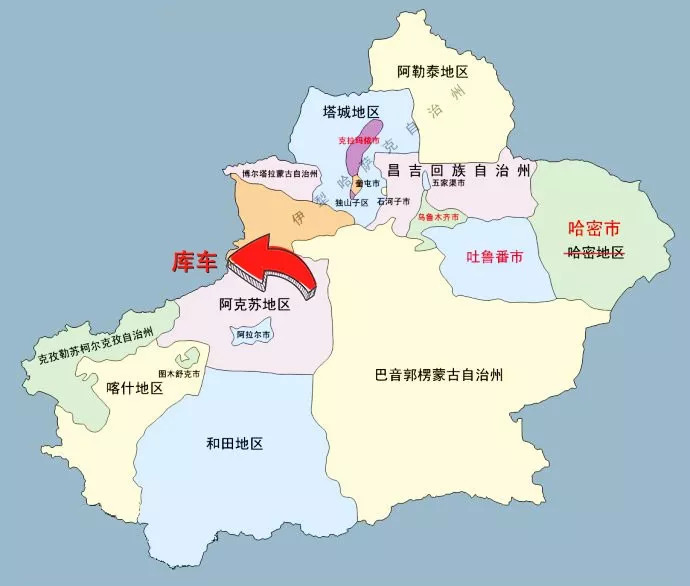 阿勒泰地区
塔城地区
克拉玛依市
伊犁哈萨克自治州
博尔塔拉蒙古自治州
奎屯市
独山子区
石河子市
昌吉回族自治州
五家渠市
乌鲁木齐市
吐鲁番市
哈密市
哈密地区
库车
阿克苏地区
阿拉尔市
克孜勒苏柯尔克孜自治州
图木舒克市
喀什地区
巴音郭楞蒙古自治州
和田地区